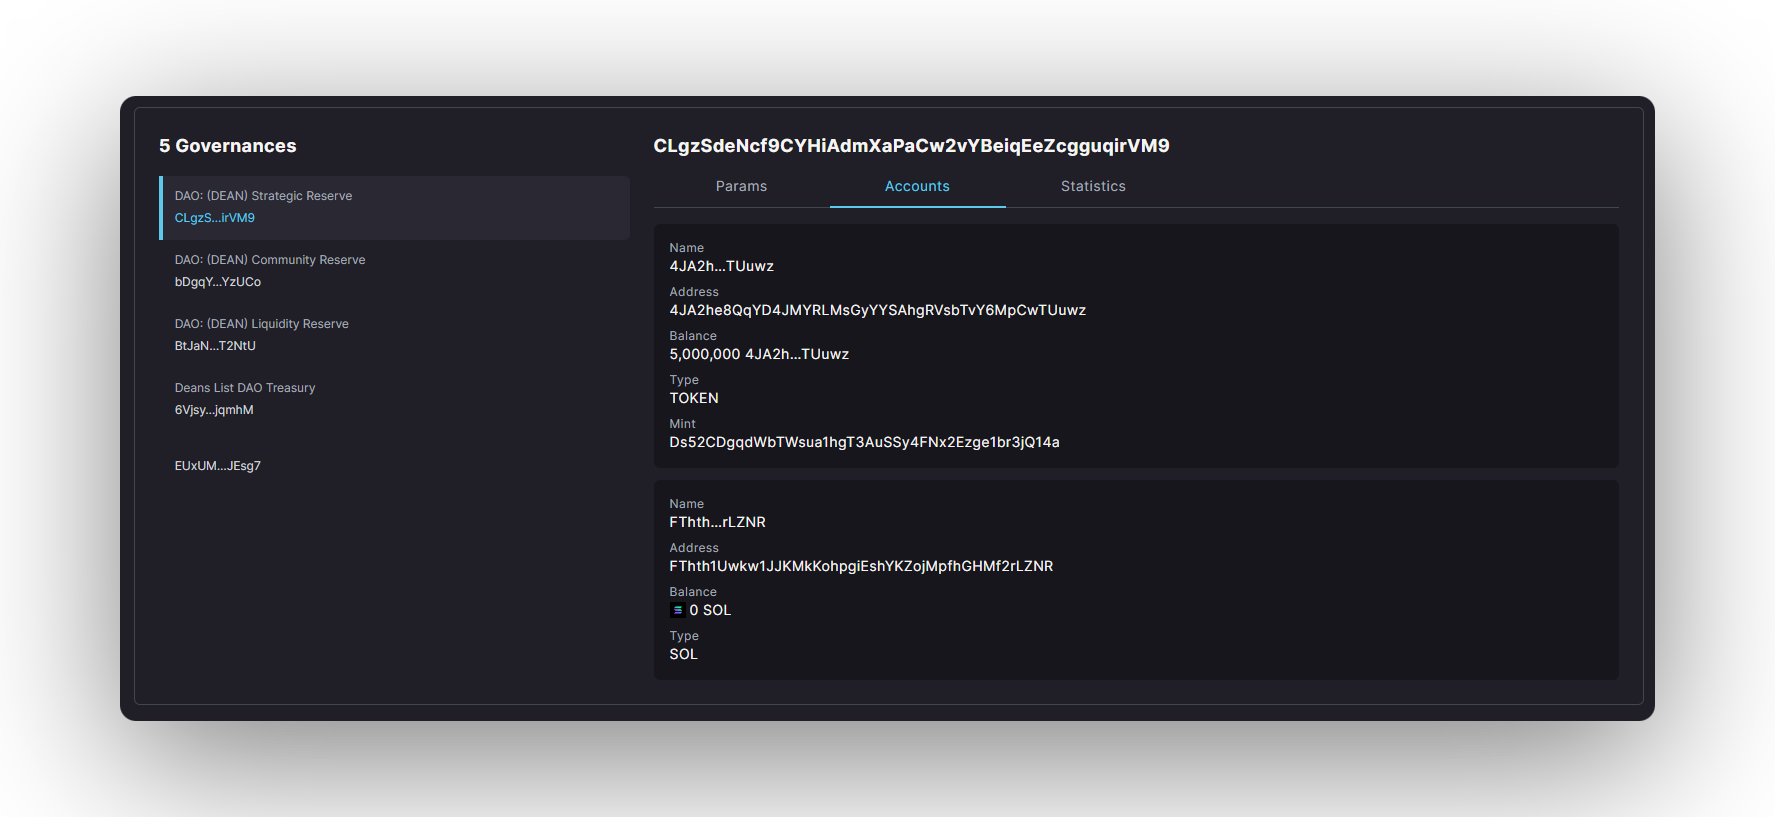 5 Governances
DAO: (DEAN) Strategic Reserve
CLgzS...irVM9
DAO: (DEAN) Community Reserve
bDgqY...YzUCo
DAO: (DEAN) Liquidity Reserve
BtJaN...T2NtU
Deans List DAO Treasury
6Vjsy...jqmhM
EUxUM...JEsg7
CLgzSdeNcf9CYHiAdmXaPaCw2vYBeiqEeZcgguqirVM9
Params Accounts Statistics
Name
4JA2h...TUuwz
Address
4JA2he8QqYD4JMYRLMsGyYYSAhgRVsbTvY6MpCwTUuwz
Balance
5,000,000 4JA2h...TUuwz
Type
TOKEN
Mint
Ds52CDgqdWbTWsua1hgT3AuSSy4FNx2Ezge1br3jQ14a
Name
FThth...rLZNR
Address
FThth1Uwkw1JJKMkKohpgiEshYKZojMpfhGHMf2rLZNR
Balance
0 SOL
Type
SOL